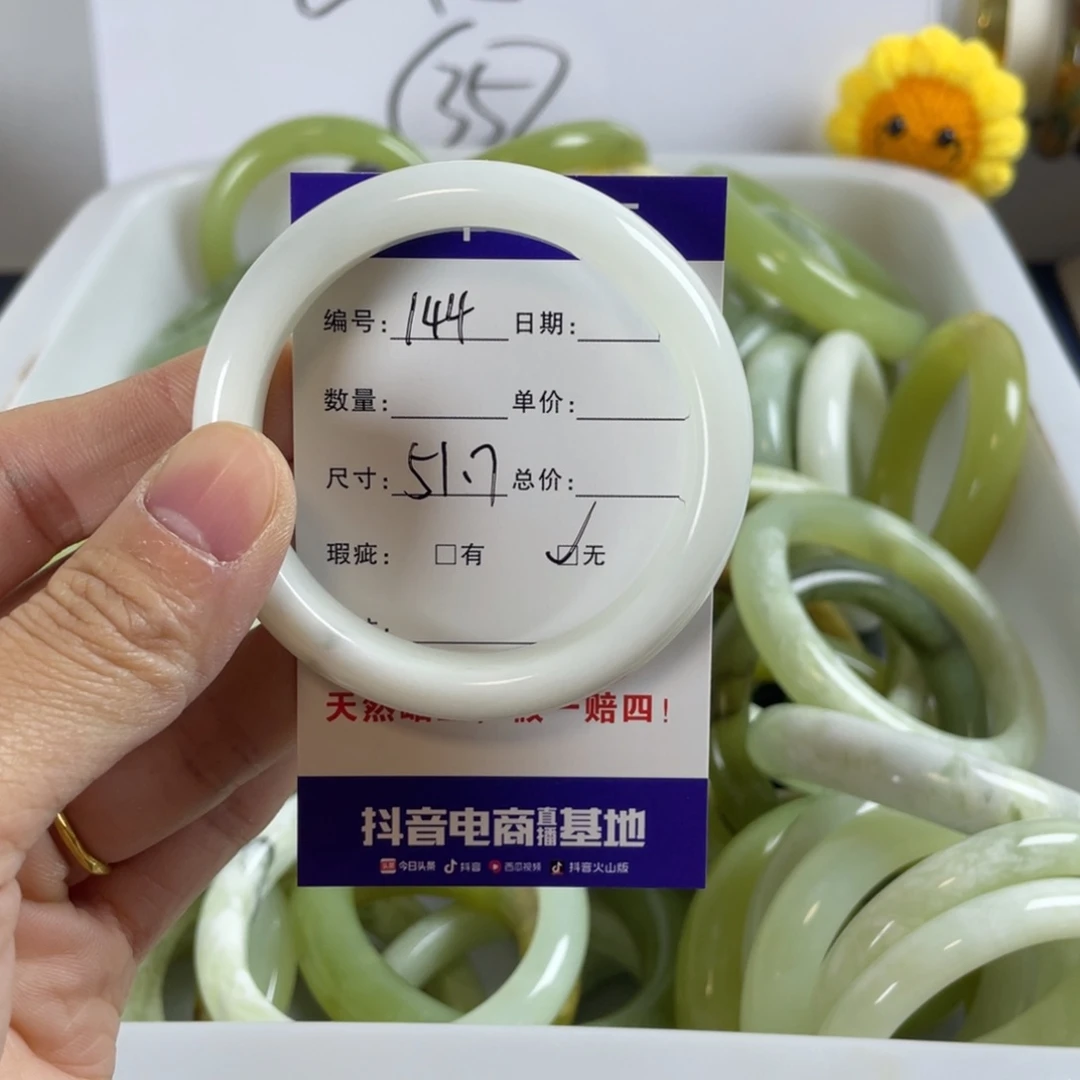 35
编号: 144 日期:
数量: 单价:
尺寸: 51.7 总价:
瑕疵: □有 ☑无
天然 一赔四!
抖音电商直播基地
今日头条 抖音 西瓜视频 抖音火山版